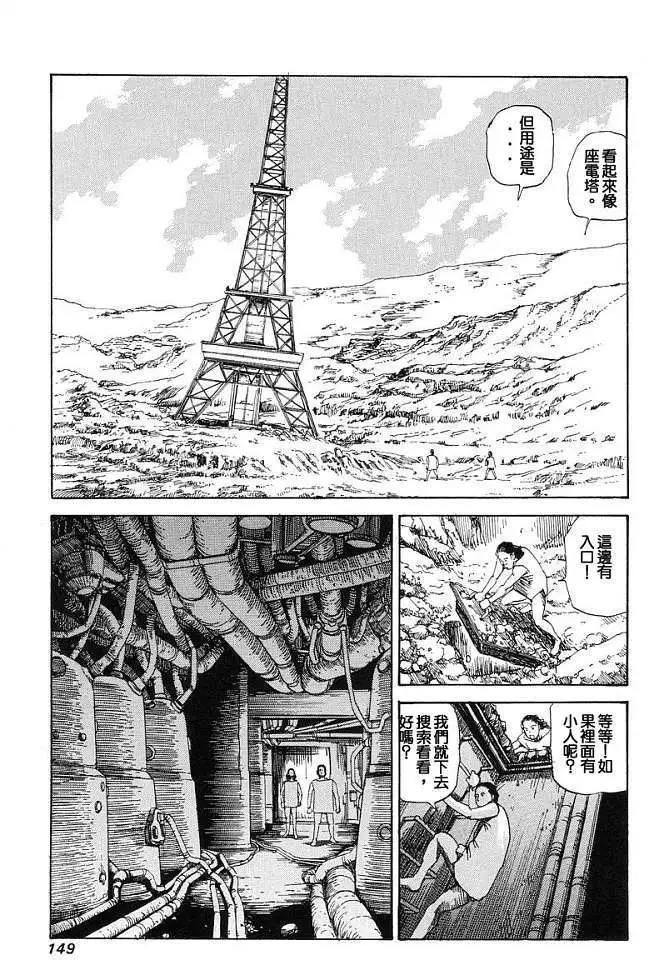 看起來像
座電塔。
但用途是
...
這邊有
入口！
等等！如
果裡面有
小人呢？
我們就下去
搜索看看，
好嗎？
149